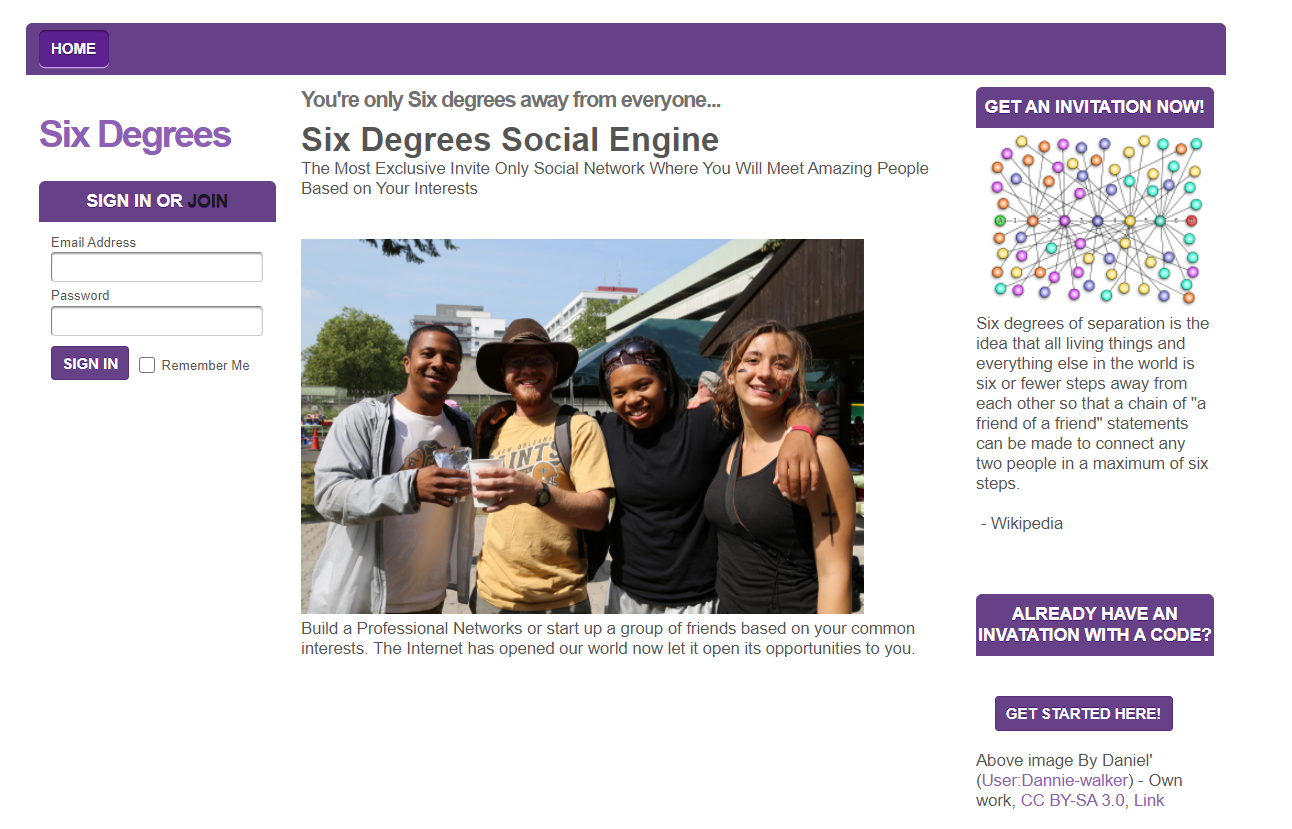 HOME
Six Degrees
SIGN IN OR JOIN
Email Address
Password
SIGN IN
Remember Me
You're only Six degrees away from everyone...
Six Degrees Social Engine
The Most Exclusive Invite Only Social Network Where You Will Meet Amazing People
Based on Your Interests
SAINTS
Build a Professional Networks or start up a group of friends based on your common
interests. The Internet has opened our world now let it open its opportunities to you.
GET AN INVITATION NOW!
A 1 2 3 4 5 6 B
Six degrees of separation is the
idea that all living things and
everything else in the world is
six or fewer steps away from
each other so that a chain of "a
friend of a friend" statements
can be made to connect any
two people in a maximum of six
steps.
- Wikipedia
ALREADY HAVE AN
INVATATION WITH A CODE?
GET STARTED HERE!
Above image By Daniel'
(User:Dannie-walker) - Own
work, CC BY-SA 3.0, Link